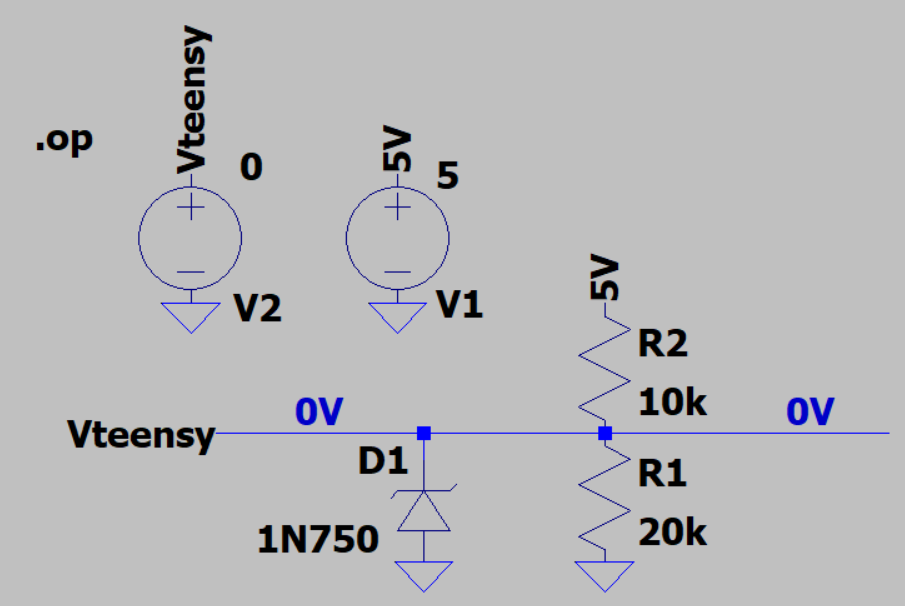 Vteensy
.op
0
5V
5
V2
V1
5V
R2
10k
0V
0V
Vteensy
D1
R1
1N750
20k